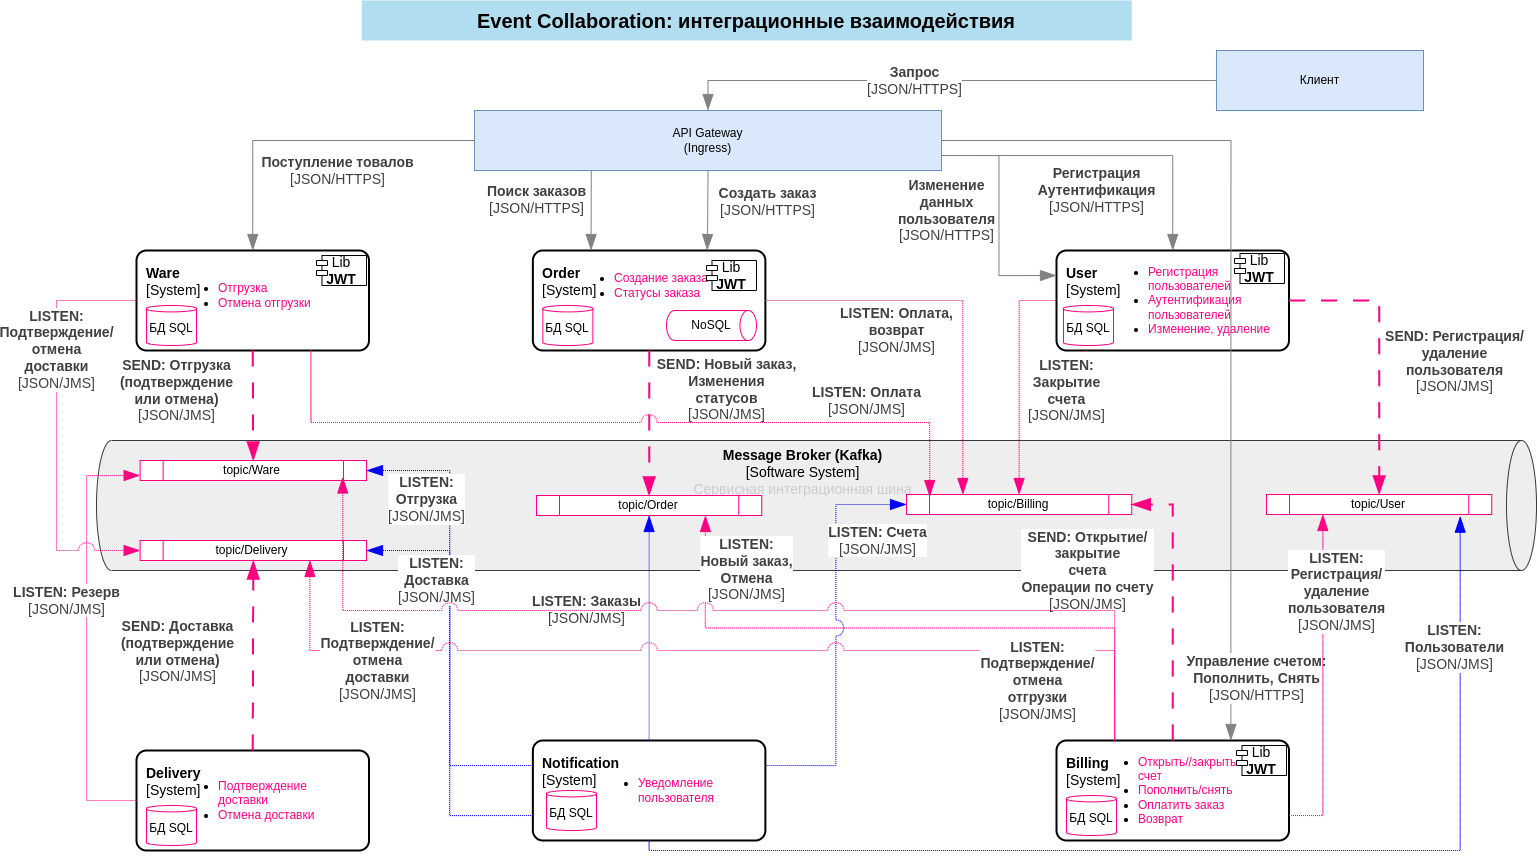 Event Collaboration: интеграционные взаимодействия
Клиент
Запрос
[JSON/HTTPS]
API Gateway
(Ingress)
Поступление товалов
[JSON/HTTPS]
Поиск заказов
[JSON/HTTPS]
Создать заказ
[JSON/HTTPS]
Изменение
данных
пользователя
[JSON/HTTPS]
Регистрация
Аутентификация
[JSON/HTTPS]
Ware
[System]
Отгрузка
Отмена отгрузки
Lib
JWT
БД SQL
Order
[System]
Создание заказа
Статусы заказа
Lib
JWT
БД SQL
NoSQL
User
[System]
Регистрация
пользователей
Аутентификация
пользователей
Изменение, удаление
Lib
JWT
БД SQL
LISTEN:
Подтверждение/
отмена
доставки
[JSON/JMS]
SEND: Отгрузка
(подтверждение
или отмена)
[JSON/JMS]
SEND: Новый заказ,
Изменения
статусов
[JSON/JMS]
LISTEN: Оплата,
возврат
[JSON/JMS]
LISTEN: Оплата
[JSON/JMS]
LISTEN:
Закрытие
счета
[JSON/JMS]
SEND: Регистрация/
удаление
пользователя
[JSON/JMS]
Message Broker (Kafka)
[Software System]
Сервисная интеграционная шина
topic/Ware
topic/Order
topic/Billing
topic/User
topic/Delivery
LISTEN:
Отгрузка
[JSON/JMS]
LISTEN:
Доставка
[JSON/JMS]
LISTEN:
Новый заказ,
Отмена
[JSON/JMS]
LISTEN: Счета
[JSON/JMS]
SEND: Открытие/
закрытие
счета
Операции по счету
[JSON/JMS]
LISTEN:
Регистрация/
удаление
пользователя
[JSON/JMS]
LISTEN: Резерв
[JSON/JMS]
SEND: Доставка
(подтверждение
или отмена)
[JSON/JMS]
LISTEN: Заказы
[JSON/JMS]
LISTEN:
Подтверждение/
отмена
доставки
[JSON/JMS]
LISTEN:
Подтверждение/
отмена
отгрузки
[JSON/JMS]
Управление счетом:
Пополнить, Снять
[JSON/HTTPS]
LISTEN:
Пользователи
[JSON/JMS]
Delivery
[System]
Подтверждение
доставки
Отмена доставки
БД SQL
Notification
[System]
Уведомление
пользователя
БД SQL
Billing
[System]
Открыть//закрыть
счет
Пополнить/снять
Оплатить заказ
Возврат
Lib
JWT
БД SQL